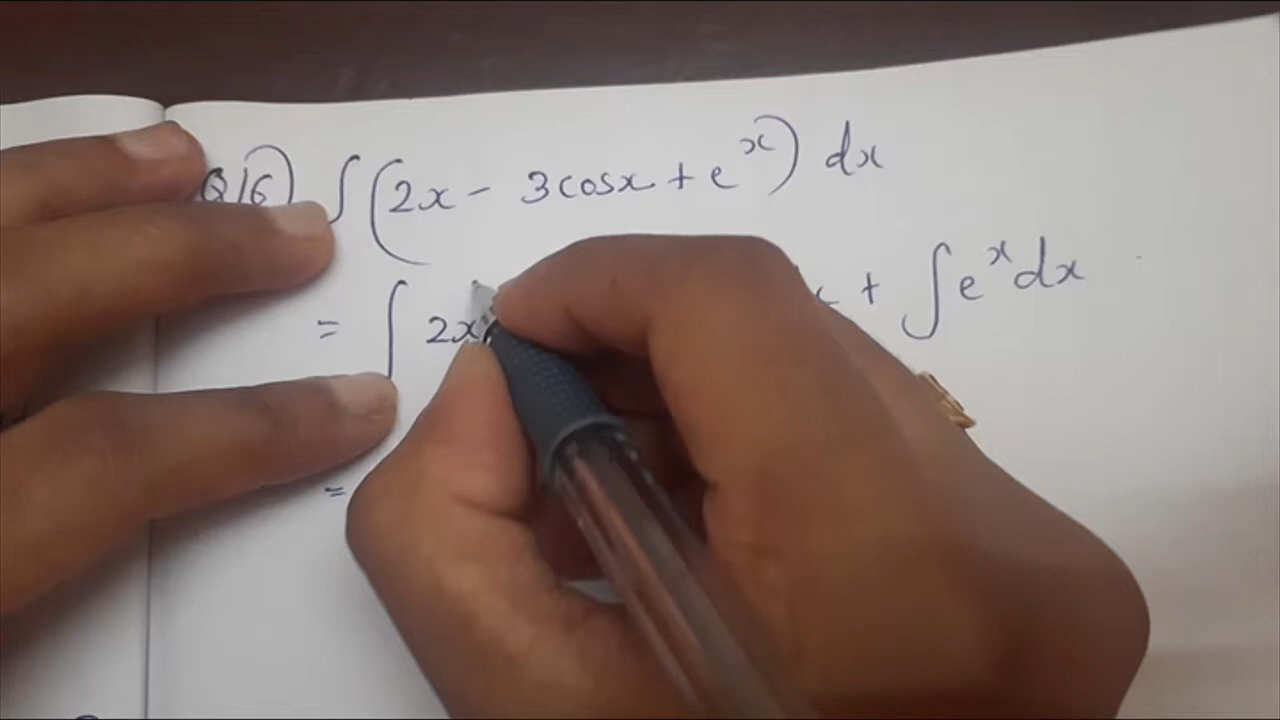 Q16) ∫(2x - 3cosx + e^x) dx
= ∫ 2x + ∫e^x dx
=